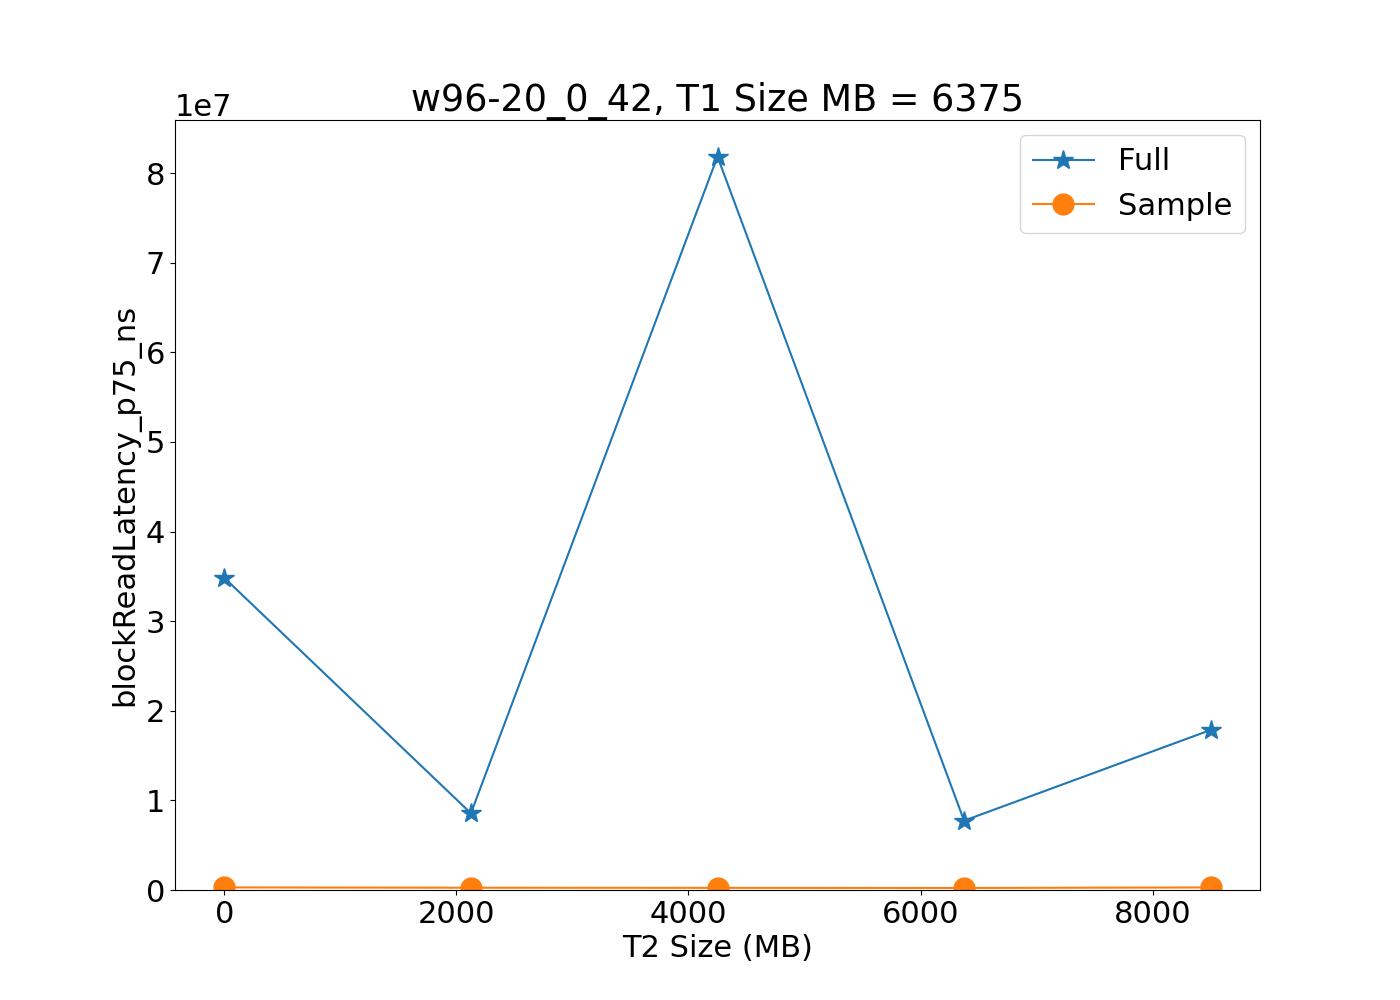 w96-20_0_42, T1 Size MB = 6375
1e7
Full
Sample
8
7
6
5
4
3
2
1
0
blockReadLatency_p75_ns
0 2000 4000 6000 8000
T2 Size (MB)